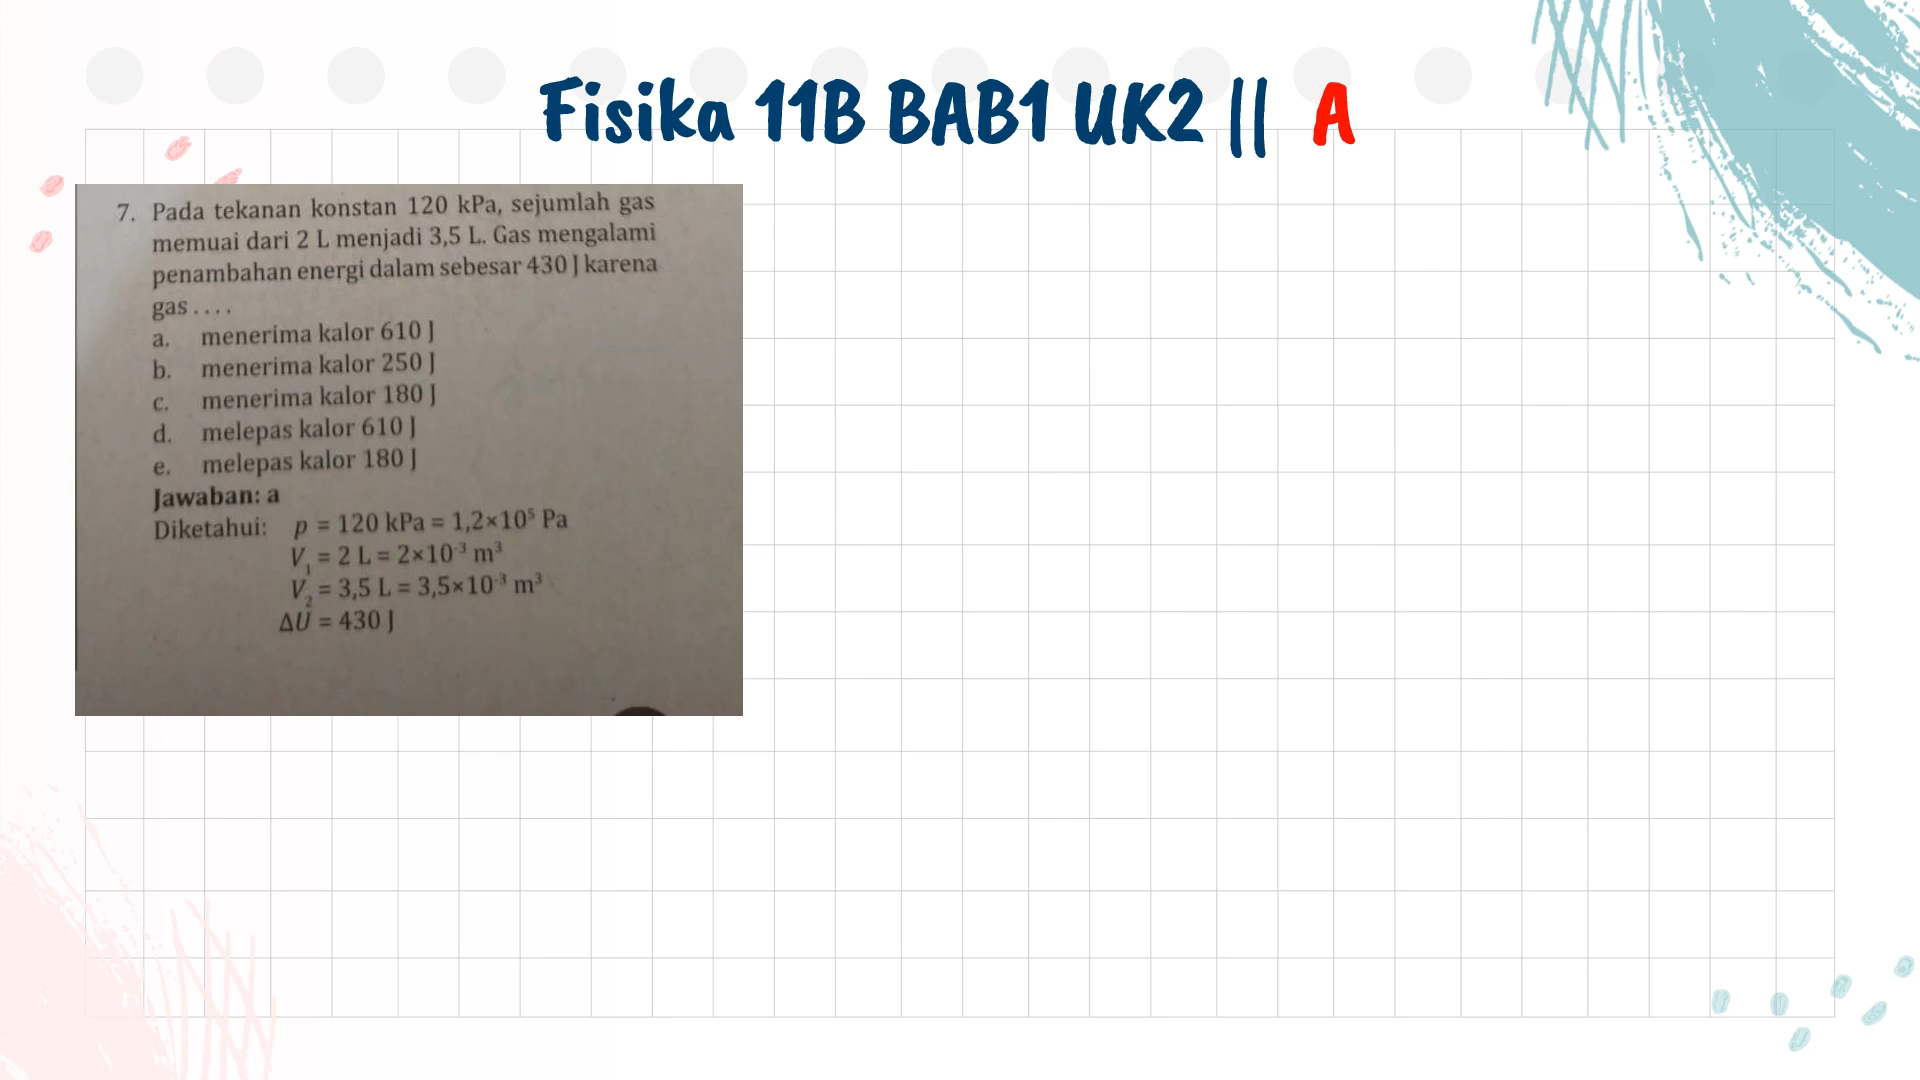 Fisika 11B BAB1 UK2 || A
7. Pada tekanan konstan 120 kPa, sejumlah gas
memuai dari 2 L menjadi 3,5 L. Gas mengalami
penambahan energi dalam sebesar 430 J karena
gas . . . .
a. menerima kalor 610 J
b. menerima kalor 250 J
c. menerima kalor 180 J
d. melepas kalor 610 J
e. melepas kalor 180 J
Jawaban: a
Diketahui: p = 120 kPa = 1,2×10⁵ Pa
V₁ = 2 L = 2×10⁻³ m³
V₂ = 3,5 L = 3,5×10⁻³ m³
ΔU = 430 J